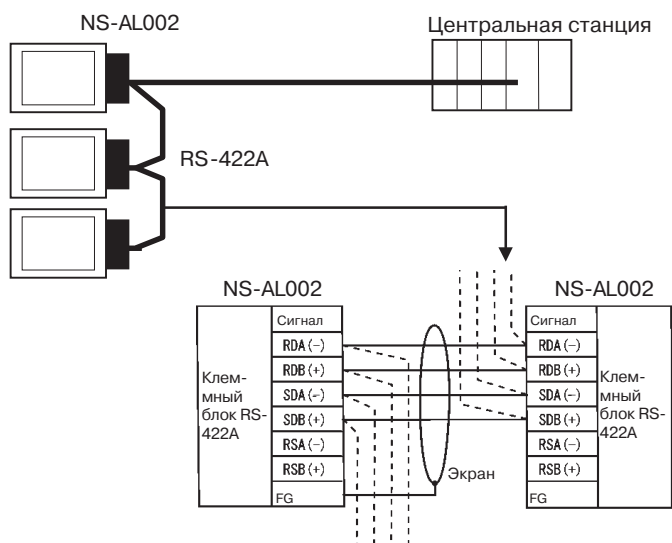 NS-AL002
Центральная станция
RS-422A
NS-AL002
Сигнал
RDA (-)
RDB (+)
SDA (-)
SDB (+)
RSA (-)
RSB (+)
FG
Клем-
мный
блок RS-
422A
Экран
NS-AL002
Сигнал
RDA (-)
RDB (+)
SDA (-)
SDB (+)
RSA (-)
RSB (+)
FG
Клем-
мный
блок RS-
422A